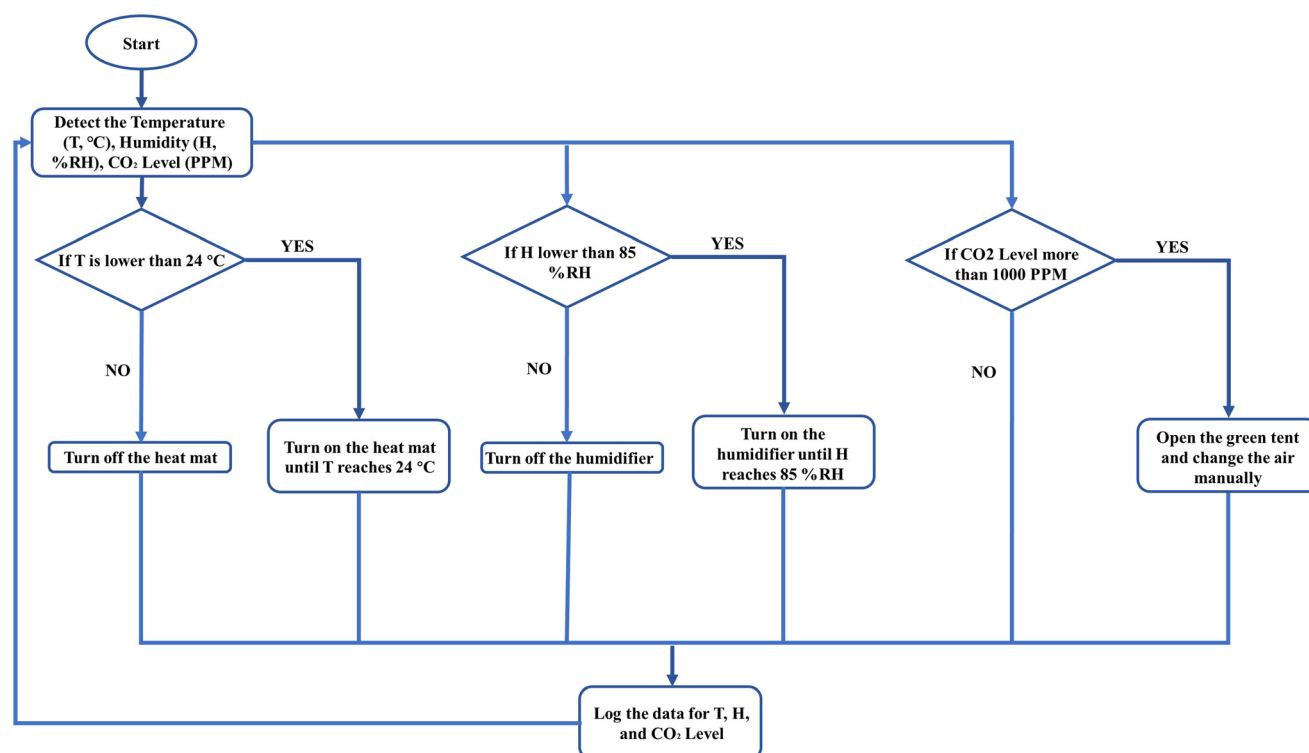 Start
Detect the Temperature
(T, °C), Humidity (H,
%RH), CO₂ Level (PPM)
If T is lower than 24 °C
YES
NO
Turn off the heat mat
Turn on the heat mat
until T reaches 24 °C
If H lower than 85
%RH
YES
NO
Turn off the humidifier
Turn on the
humidifier until H
reaches 85 %RH
If CO2 Level more
than 1000 PPM
YES
NO
Open the green tent
and change the air
manually
Log the data for T, H,
and CO₂ Level